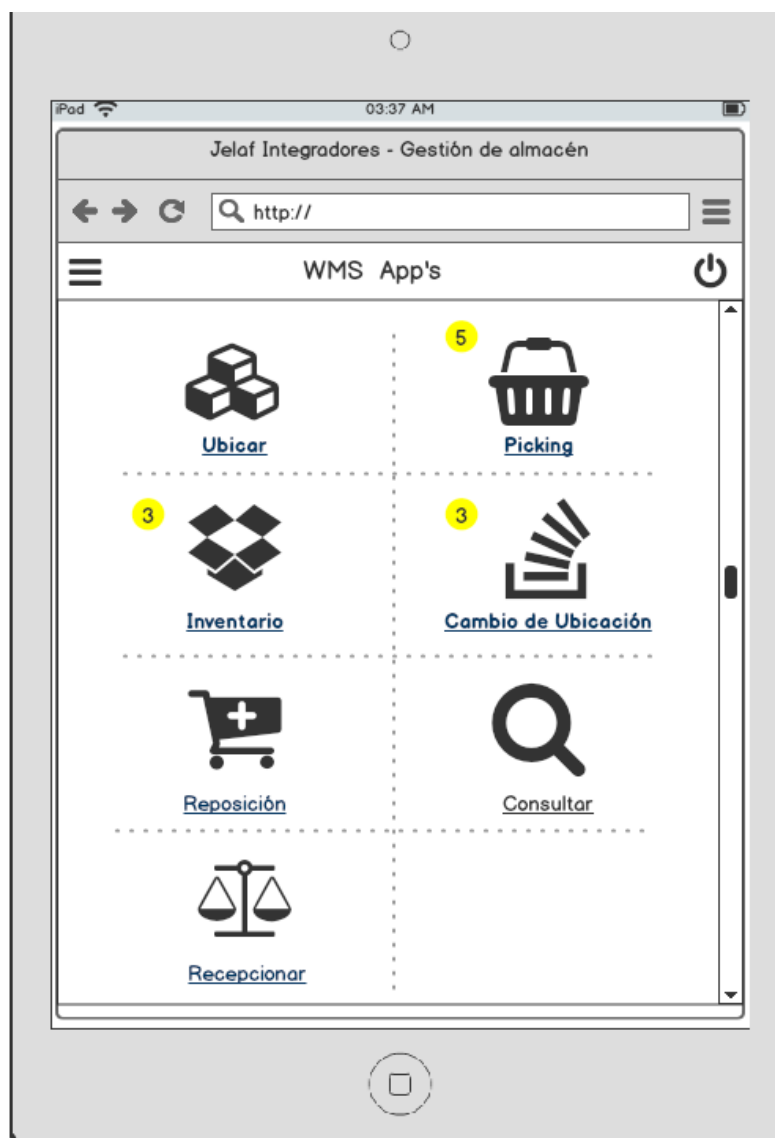 iPad
03:37 AM
Jelaf Integradores - Gestión de almacén
http://
WMS App's
5
Ubicar
Picking
3
3
Inventario
Cambio de Ubicación
Reposición
Consultar
Recepcionar